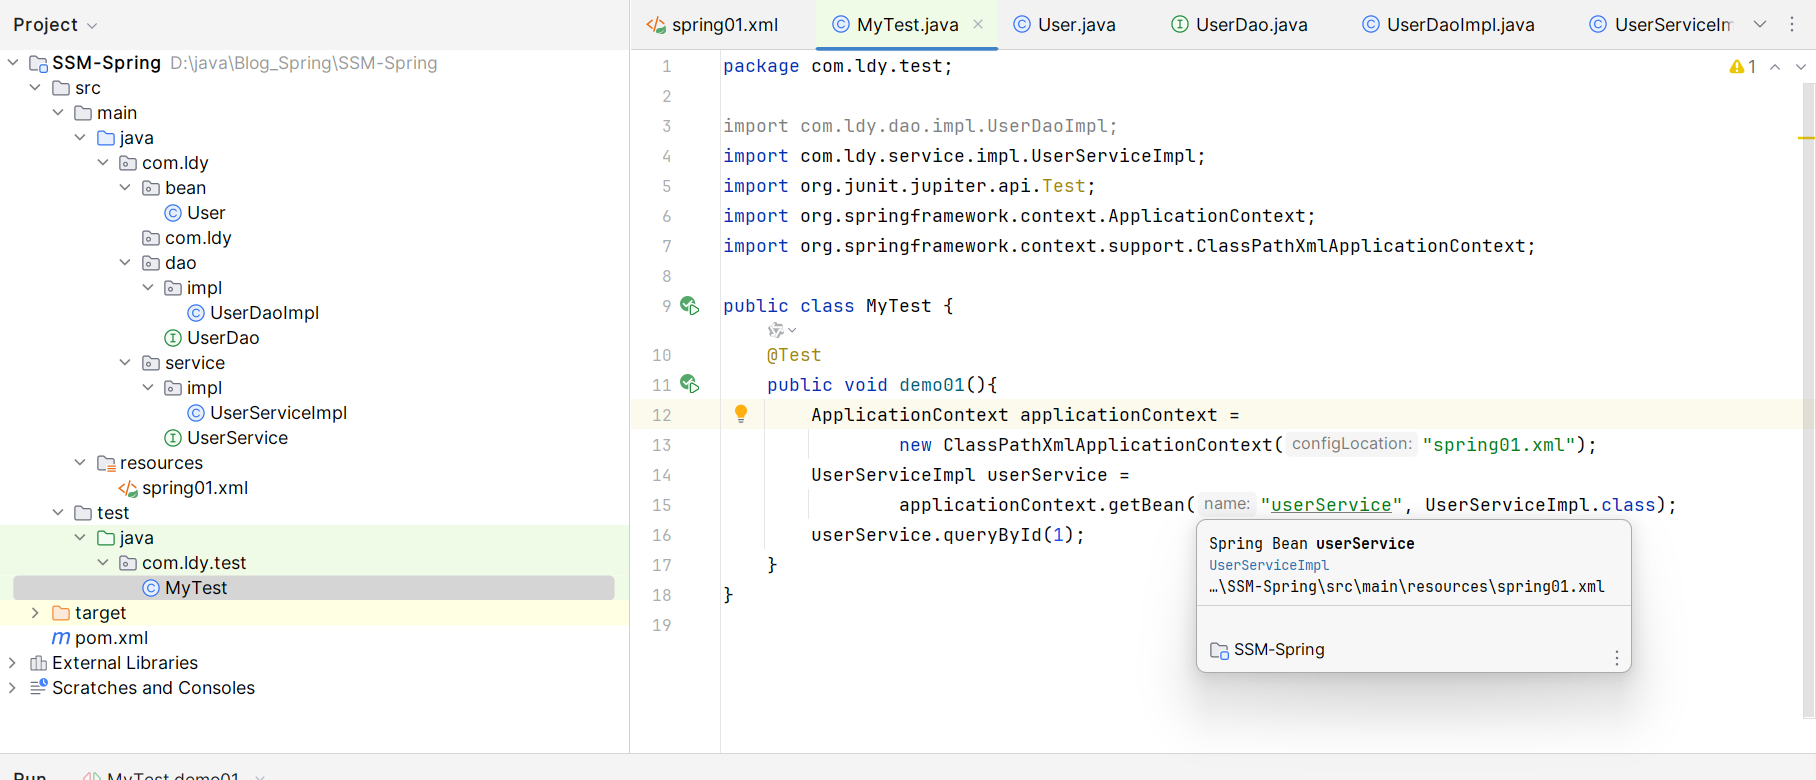 Project
SSM-Spring D:\java\Blog_Spring\SSM-Spring
src
main
java
com.ldy
bean
User
com.ldy
dao
impl
UserDaoImpl
UserDao
service
impl
UserServiceImpl
UserService
resources
spring01.xml
test
java
com.ldy.test
MyTest
target
pom.xml
External Libraries
Scratches and Consoles
spring01.xml MyTest.java User.java UserDao.java UserDaoImpl.java UserServiceIm
1 package com.ldy.test; 1
2
3 import com.ldy.dao.impl.UserDaoImpl;
4 import com.ldy.service.impl.UserServiceImpl;
5 import org.junit.jupiter.api.Test;
6 import org.springframework.context.ApplicationContext;
7 import org.springframework.context.support.ClassPathXmlApplicationContext;
8
9 public class MyTest {
10 @Test
11 public void demo01(){
12 ApplicationContext applicationContext =
13 new ClassPathXmlApplicationContext( configLocation: "spring01.xml");
14 UserServiceImpl userService =
15 applicationContext.getBean( name: "userService", UserServiceImpl.class);
16 userService.queryById(1);
17 }
18 }
19
Spring Bean userService
UserServiceImpl
…\SSM-Spring\src\main\resources\spring01.xml
SSM-Spring
Run MyTest.demo01